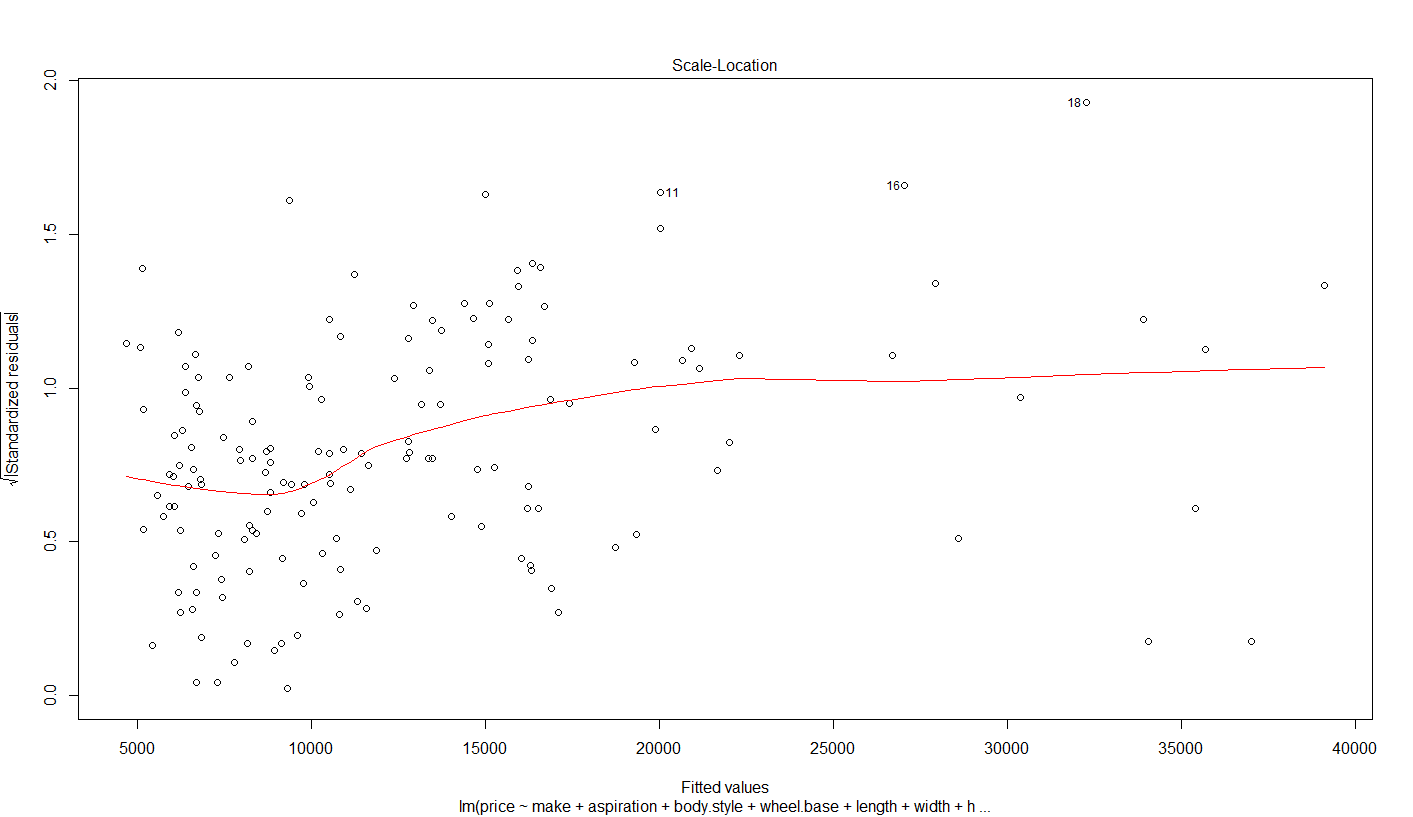 Scale-Location
√|Standardized residuals|
2.0
1.5
1.0
0.5
0.0
18
16
11
5000 10000 15000 20000 25000 30000 35000 40000
Fitted values
lm(price ~ make + aspiration + body.style + wheel.base + length + width + h ...